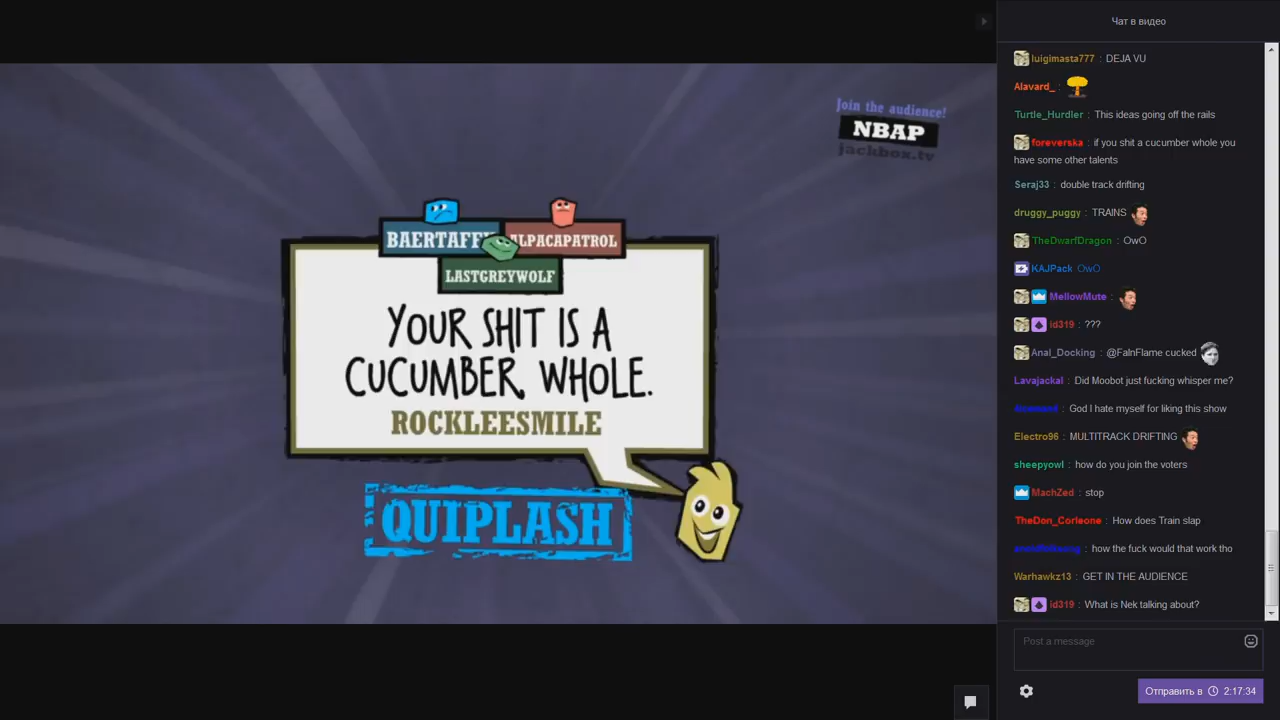 Чат в видео
Join the audience!
NBAP
jackbox.tv
BAERTAFFY
ALPACAPATROL
LASTGREYWOLF
YOUR SHIT IS A
CUCUMBER, WHOLE.
ROCKLEESMILE
QUIPLASH
luigimasta777 : DEJA VU
Alavard_ :
Turtle_Hurdler : This ideas going off the rails
foreverska : if you shit a cucumber whole you
have some other talents
Seraj33 : double track drifting
druggy_puggy : TRAINS
TheDwarfDragon : OwO
KAJPack OwO
MellowMute :
id319 : ???
Anal_Docking : @FalnFlame cucked
Lavajackal : Did Moobot just fucking whisper me?
: God I hate myself for liking this show
Electro96 : MULTITRACK DRIFTING
sheepyowl : how do you join the voters
MachZed : stop
TheDon_Corleone : How does Train slap
: how the fuck would that work tho
Warhawkz13 : GET IN THE AUDIENCE
id319 : What is Nek talking about?
Post a message
Отправить в 2:17:34